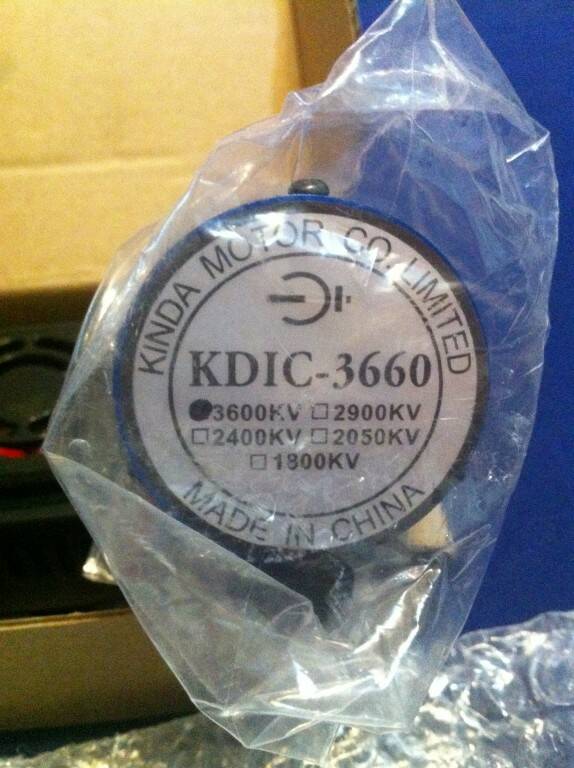 KINDA MOTOR CO. LIMITED
KDIC-3660
3600KV 2900KV
2400KV 2050KV
1800KV
MADE IN CHINA